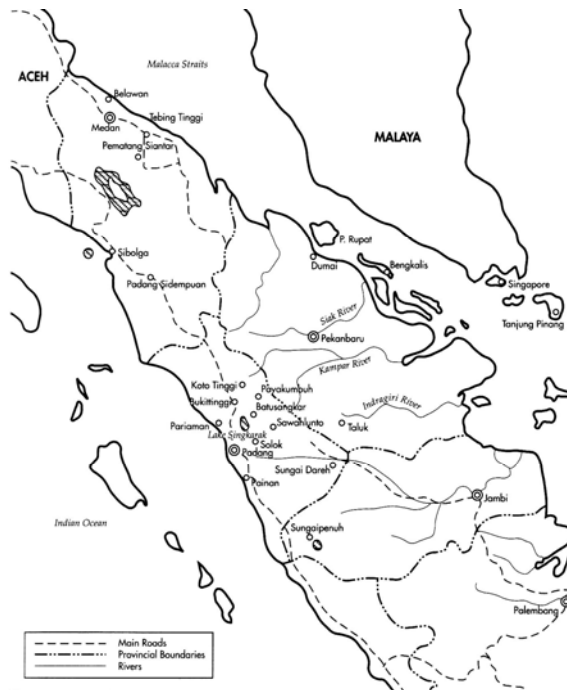 Malacca Straits
ACEH
Belawan
Medan
Tebing Tinggi
Pematang Siantar
MALAYA
P. Rupat
Sibolga
Dumai
Bengkalis
Singapore
Padang Sidempuan
Tanjung Pinang
Siak River
Pekanbaru
Kampar River
Koto Tinggi
Payakumbuh
Bukittinggi
Batusangkar
Indragiri River
Pariaman
Sawahlunto
Taluk
Lake Singkarak
Solok
Padang
Sungai Dareh
Painan
Jambi
Indian Ocean
Sungaipenuh
Palembang
Main Roads
Provincial Boundaries
Rivers